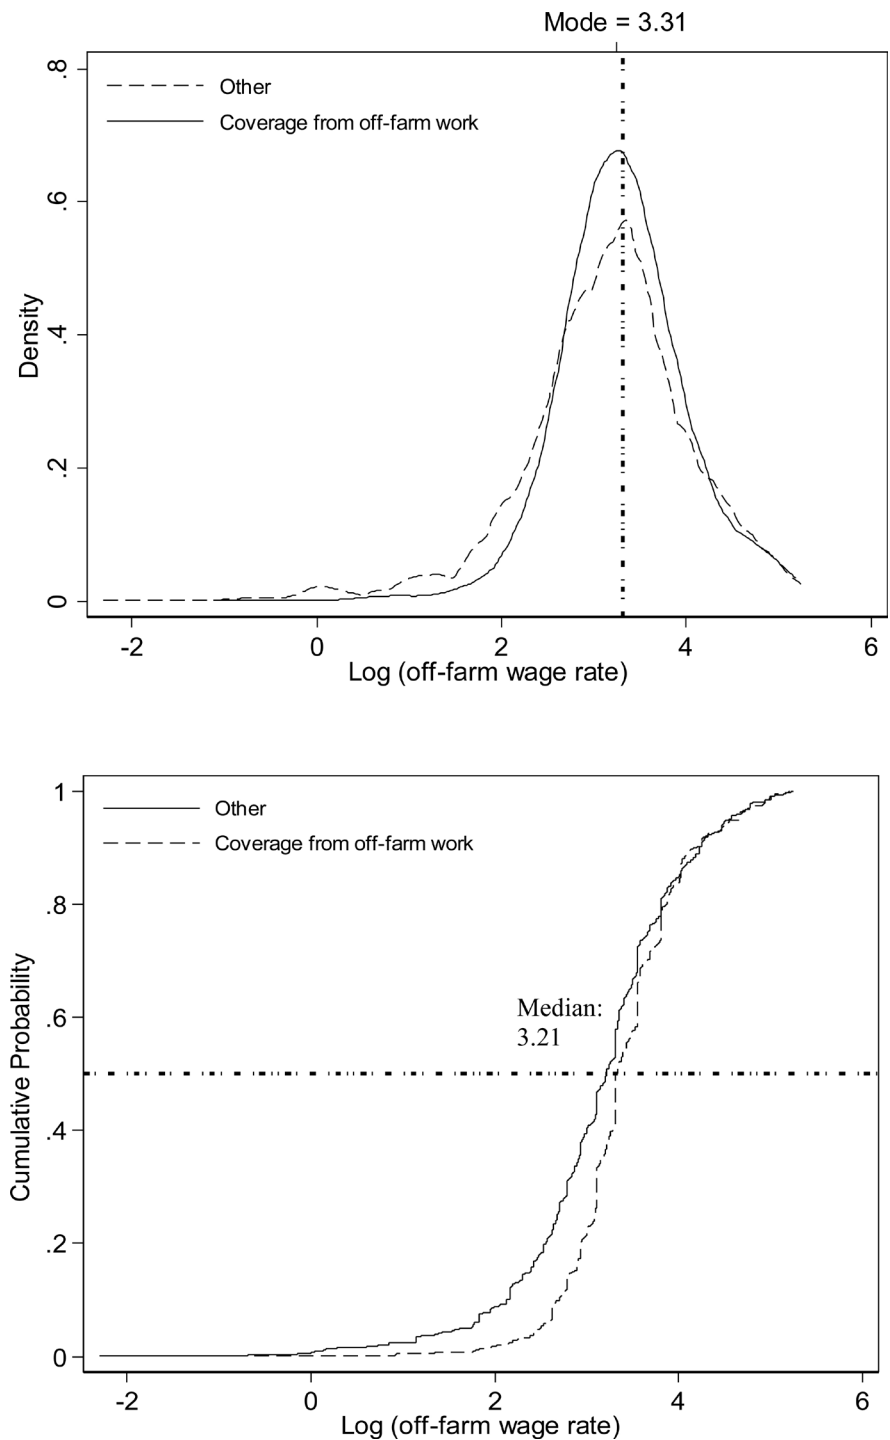 Mode = 3.31
.8
.6
.4
.2
0
Density
Other
Coverage from off-farm work
-2 0 2 4 6
Log (off-farm wage rate)
1
.8
.6
.4
.2
0
Cumulative Probability
Other
Coverage from off-farm work
Median:
3.21
-2 0 2 4 6
Log (off-farm wage rate)